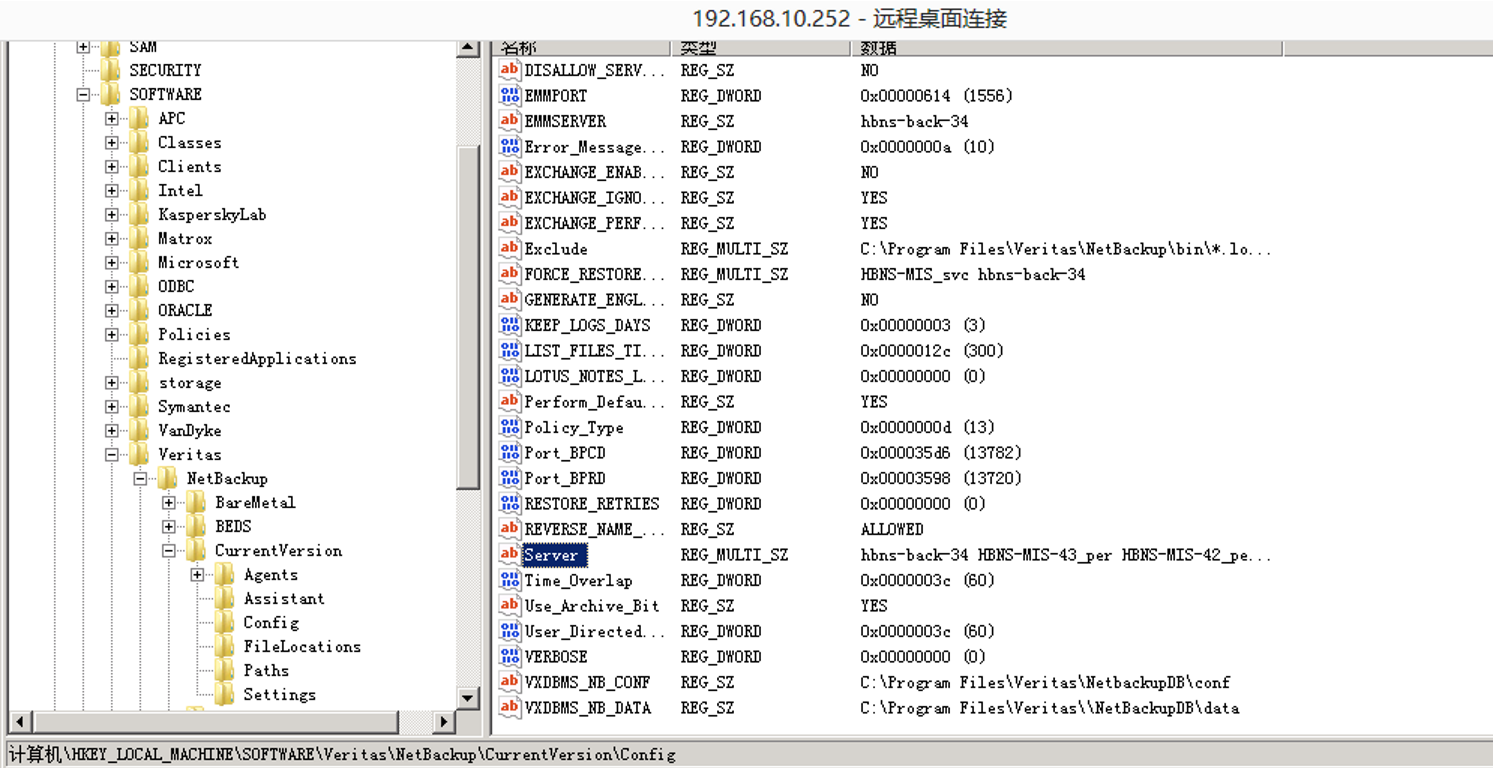 192.168.10.252 - 远程桌面连接
SAM
SECURITY
SOFTWARE
APC
Classes
Clients
Intel
KasperskyLab
Matrox
Microsoft
ODBC
ORACLE
Policies
RegisteredApplications
storage
Symantec
VanDyke
Veritas
NetBackup
BareMetal
BEDS
CurrentVersion
Agents
Assistant
Config
FileLocations
Paths
Settings
名称 类型 数据
DISALLOW_SERV... REG_SZ NO
EMMPORT REG_DWORD 0x00000614 (1556)
EMMSERVER REG_SZ hbns-back-34
Error_Message... REG_DWORD 0x0000000a (10)
EXCHANGE_ENAB... REG_SZ NO
EXCHANGE_IGNO... REG_SZ YES
EXCHANGE_PERF... REG_SZ YES
Exclude REG_MULTI_SZ C:\Program Files\Veritas\NetBackup\bin\*.lo...
FORCE_RESTORE... REG_MULTI_SZ HBNS-MIS_svc hbns-back-34
GENERATE_ENGL... REG_SZ NO
KEEP_LOGS_DAYS REG_DWORD 0x00000003 (3)
LIST_FILES_TI... REG_DWORD 0x0000012c (300)
LOTUS_NOTES_L... REG_DWORD 0x00000000 (0)
Perform_Defau... REG_SZ YES
Policy_Type REG_DWORD 0x0000000d (13)
Port_BPCD REG_DWORD 0x000035d6 (13782)
Port_BPRD REG_DWORD 0x00003598 (13720)
RESTORE_RETRIES REG_DWORD 0x00000000 (0)
REVERSE_NAME_... REG_SZ ALLOWED
Server REG_MULTI_SZ hbns-back-34 HBNS-MIS-43_per HBNS-MIS-42_pe...
Time_Overlap REG_DWORD 0x0000003c (60)
Use_Archive_Bit REG_SZ YES
User_Directed... REG_DWORD 0x0000003c (60)
VERBOSE REG_DWORD 0x00000000 (0)
VXDBMS_NB_CONF REG_SZ C:\Program Files\Veritas\NetbackupDB\conf
VXDBMS_NB_DATA REG_SZ C:\Program Files\Veritas\\NetBackupDB\data
计算机\HKEY_LOCAL_MACHINE\SOFTWARE\Veritas\NetBackup\CurrentVersion\Config